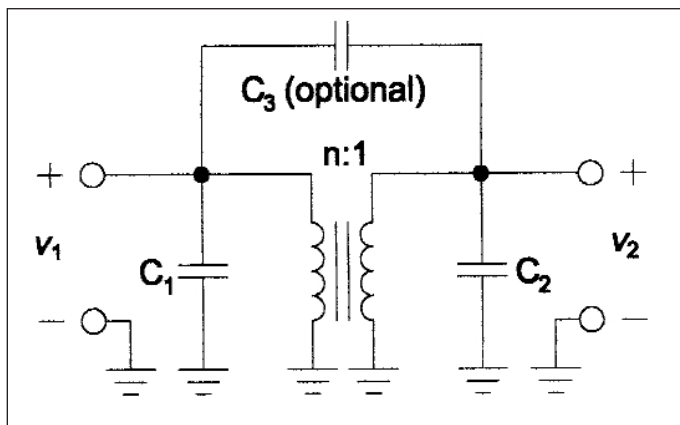 C3 (optional)
n:1
+ +
v1 C1 C2 v2
− −